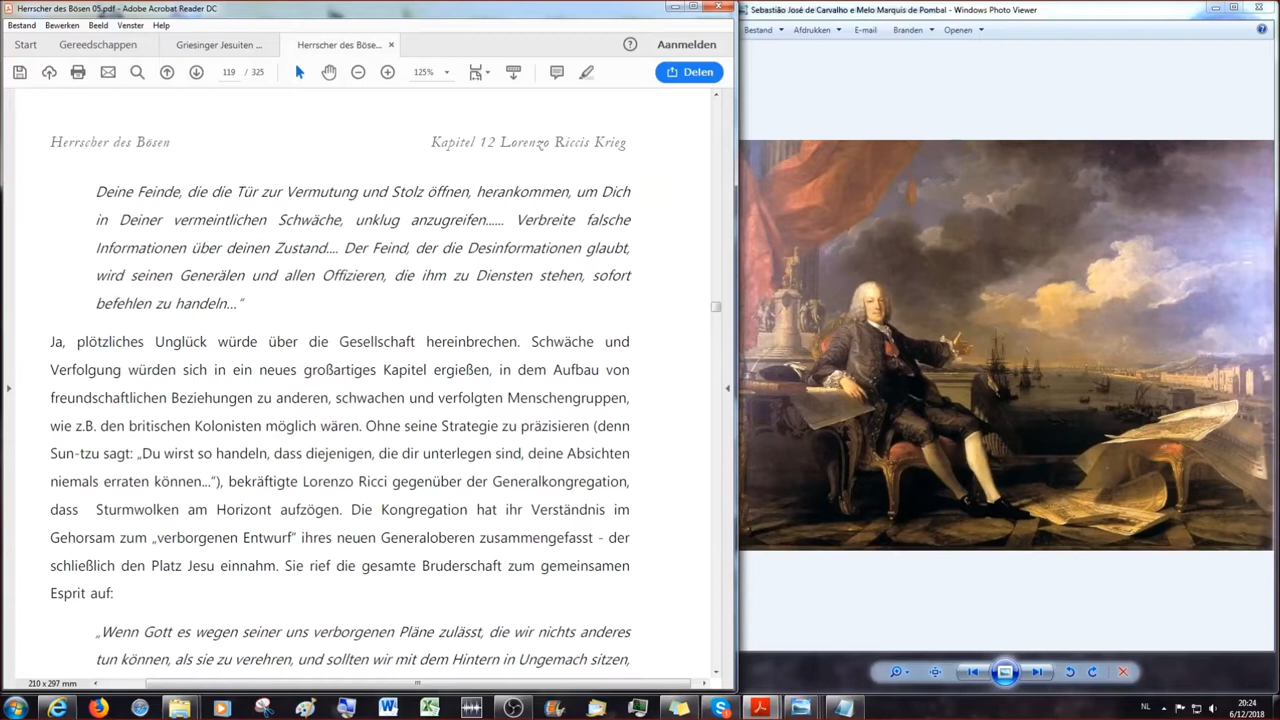 Herrscher des Bösen 05.pdf - Adobe Acrobat Reader DC
Bestand Bewerken Beeld Venster Help
Start Gereedschappen Griesinger Jesuiten ... Herrscher des Böse... × Aanmelden
119 / 325 125% Delen
Herrscher des Bösen Kapitel 12 Lorenzo Riccis Krieg
Deine Feinde, die die Tür zur Vermutung und Stolz öffnen, herankommen, um Dich
in Deiner vermeintlichen Schwäche, unklug anzugreifen...... Verbreite falsche
Informationen über deinen Zustand.... Der Feind, der die Desinformationen glaubt,
wird seinen Generälen und allen Offizieren, die ihm zu Diensten stehen, sofort
befehlen zu handeln...“
Ja, plötzliches Unglück würde über die Gesellschaft hereinbrechen. Schwäche und
Verfolgung würden sich in ein neues großartiges Kapitel ergießen, in dem Aufbau von
freundschaftlichen Beziehungen zu anderen, schwachen und verfolgten Menschengruppen,
wie z.B. den britischen Kolonisten möglich wären. Ohne seine Strategie zu präzisieren (denn
Sun-tzu sagt: „Du wirst so handeln, dass diejenigen, die dir unterlegen sind, deine Absichten
niemals erraten können...“), bekräftigte Lorenzo Ricci gegenüber der Generalkongregation,
dass Sturmwolken am Horizont aufzögen. Die Kongregation hat ihr Verständnis im
Gehorsam zum „verborgenen Entwurf“ ihres neuen Generaloberen zusammengefasst - der
schließlich den Platz Jesu einnahm. Sie rief die gesamte Bruderschaft zum gemeinsamen
Esprit auf:
„Wenn Gott es wegen seiner uns verborgenen Pläne zulässt, die wir nichts anderes
tun können, als sie zu verehren, und sollten wir mit dem Hintern in Ungemach sitzen,
210 x 297 mm
Sebastião José de Carvalho e Melo Marquis de Pombal - Windows Photo Viewer
Bestand Afdrukken E-mail Branden Openen
NL 20:24
6/12/2018